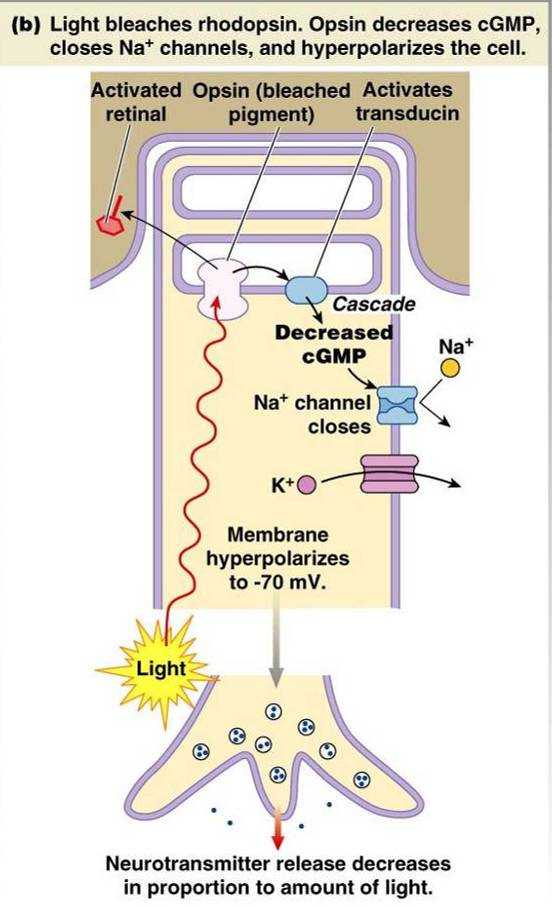 (b) Light bleaches rhodopsin. Opsin decreases cGMP,
closes Na⁺ channels, and hyperpolarizes the cell.
Activated
retinal
Opsin (bleached
pigment)
Activates
transducin
Cascade
Decreased
cGMP
Na⁺
Na⁺ channel
closes
K⁺
Membrane
hyperpolarizes
to -70 mV.
Light
Neurotransmitter release decreases
in proportion to amount of light.